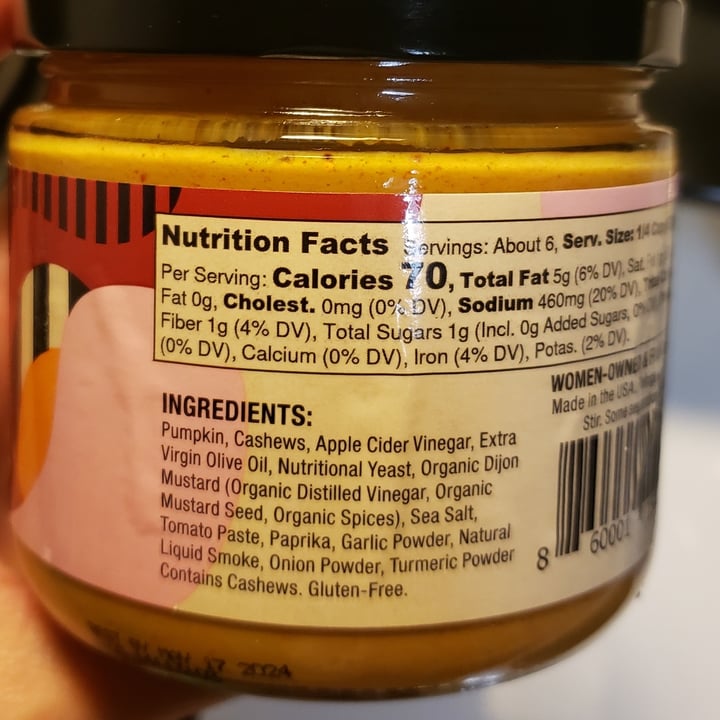 Nutrition Facts Servings: About 6, Serv. Size: 1/4 Cup
Per Serving: Calories 70, Total Fat 5g (6% DV), Sat.
Fat 0g, Cholest. 0mg (0% DV), Sodium 460mg (20% DV),
Fiber 1g (4% DV), Total Sugars 1g (Incl. 0g Added Sugars,
(0% DV), Calcium (0% DV), Iron (4% DV), Potas. (2% DV).
WOMEN-OWNED &
Made in the USA.
Stir. Some
INGREDIENTS:
Pumpkin, Cashews, Apple Cider Vinegar, Extra
Virgin Olive Oil, Nutritional Yeast, Organic Dijon
Mustard (Organic Distilled Vinegar, Organic
Mustard Seed, Organic Spices), Sea Salt,
Tomato Paste, Paprika, Garlic Powder, Natural
Liquid Smoke, Onion Powder, Turmeric Powder
Contains Cashews. Gluten-Free.
8 60001
17 2024